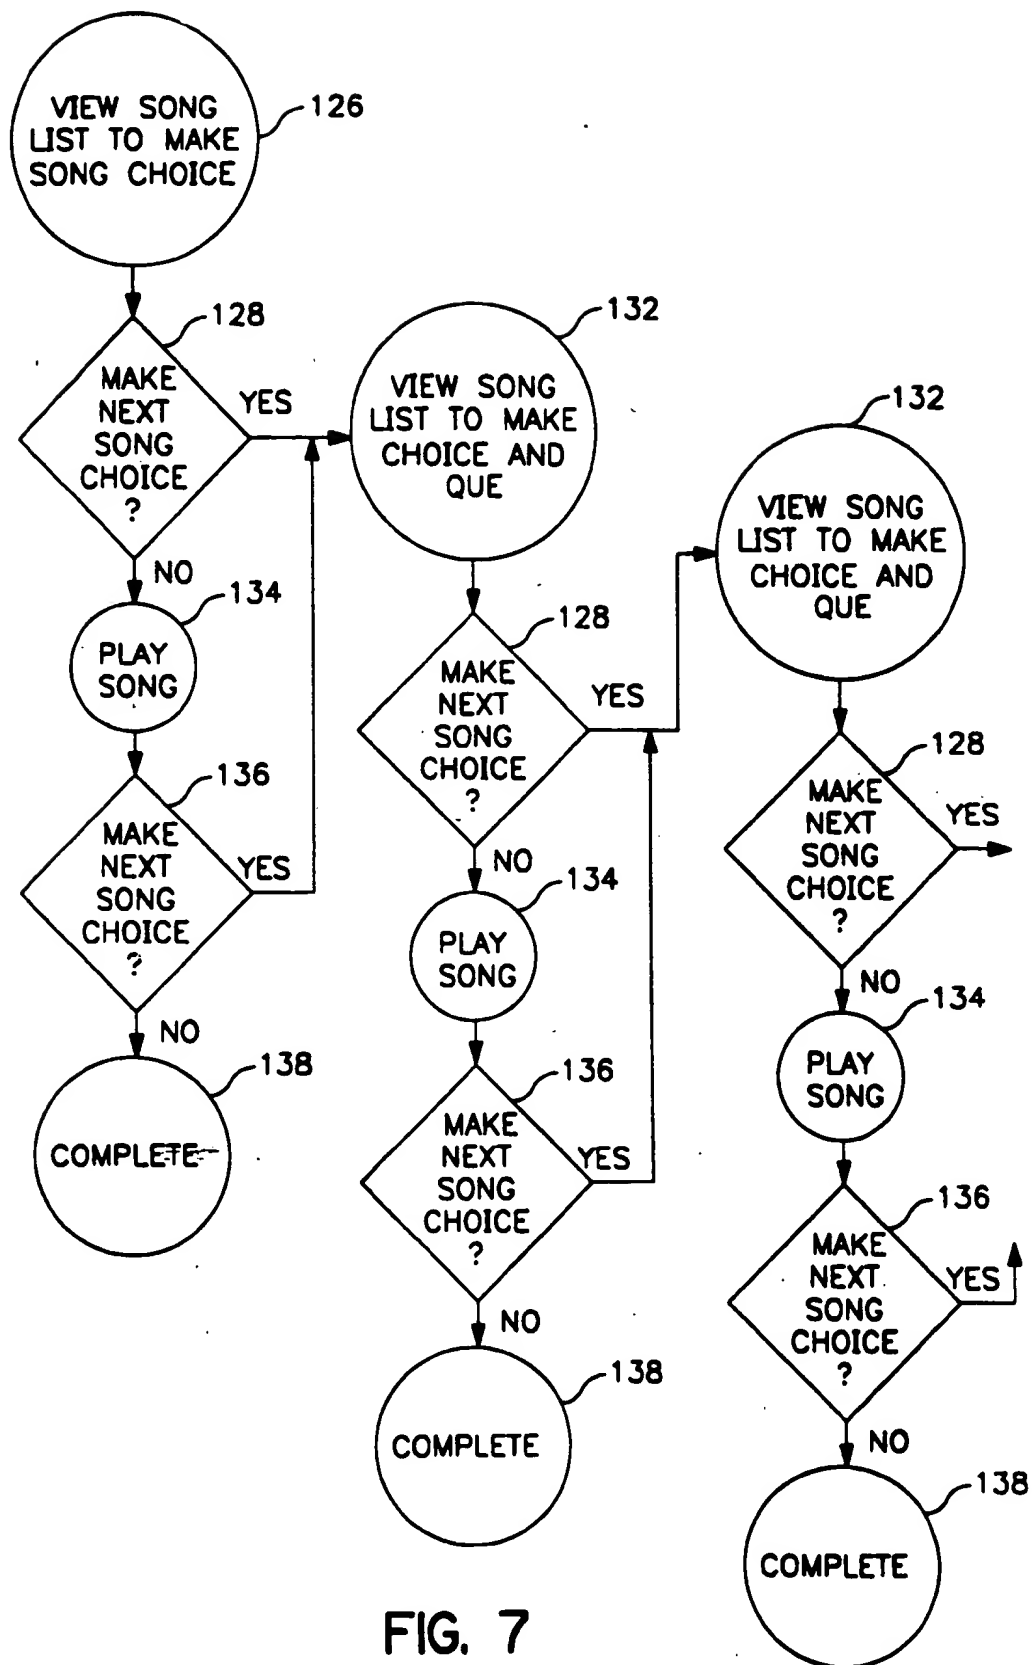 VIEW SONG
LIST TO MAKE
SONG CHOICE
126
128
MAKE
NEXT
SONG
CHOICE
?
YES
NO
134
PLAY
SONG
136
MAKE
NEXT
SONG
CHOICE
?
YES
NO
138
COMPLETE
132
VIEW SONG
LIST TO MAKE
CHOICE AND
QUE
128
MAKE
NEXT
SONG
CHOICE
?
YES
NO
134
PLAY
SONG
136
MAKE
NEXT
SONG
CHOICE
?
YES
NO
138
COMPLETE
132
VIEW SONG
LIST TO MAKE
CHOICE AND
QUE
128
MAKE
NEXT
SONG
CHOICE
?
YES
NO
134
PLAY
SONG
136
MAKE
NEXT
SONG
CHOICE
?
YES
NO
138
COMPLETE
FIG. 7